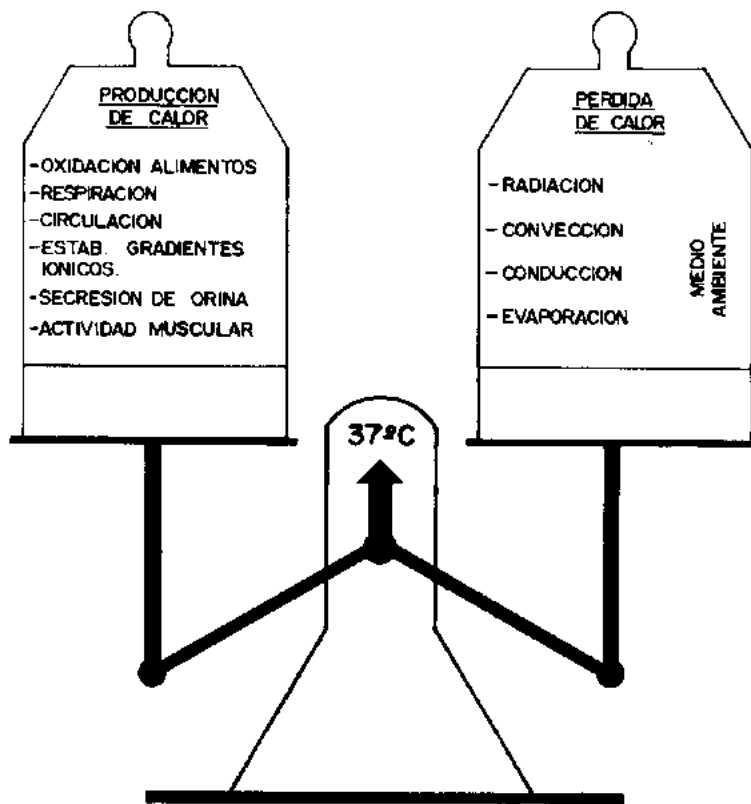 PRODUCCION
DE CALOR
-OXIDACION ALIMENTOS
-RESPIRACION
-CIRCULACION
-ESTAB. GRADIENTES
IONICOS.
-SECRESION DE ORINA
-ACTIVIDAD MUSCULAR
PERDIDA
DE CALOR
-RADIACION
-CONVECCION
-CONDUCCION
-EVAPORACION
MEDIO
AMBIENTE
37ºC